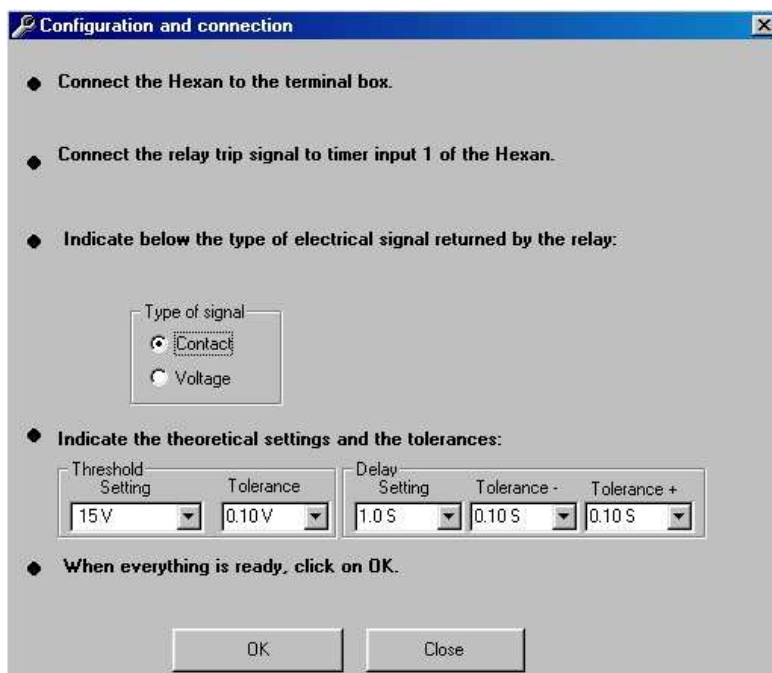 Configuration and connection
Connect the Hexan to the terminal box.
Connect the relay trip signal to timer input 1 of the Hexan.
Indicate below the type of electrical signal returned by the relay:
Type of signal
Contact
Voltage
Indicate the theoretical settings and the tolerances:
Threshold
Setting Tolerance
15 V 0.10 V
Delay
Setting Tolerance - Tolerance +
1.0 S 0.10 S 0.10 S
When everything is ready, click on OK.
OK Close